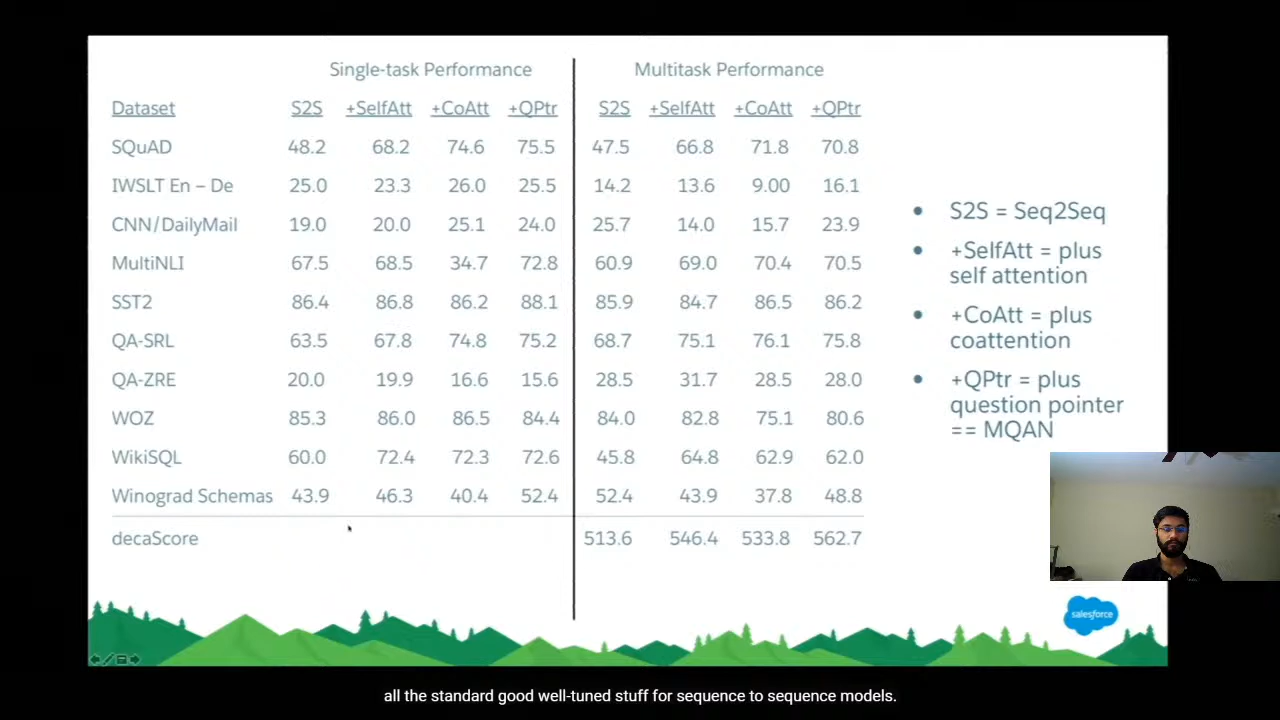 Single-task Performance Multitask Performance
Dataset S2S +SelfAtt +CoAtt +QPtr S2S +SelfAtt +CoAtt +QPtr
SQuAD 48.2 68.2 74.6 75.5 47.5 66.8 71.8 70.8
IWSLT En – De 25.0 23.3 26.0 25.5 14.2 13.6 9.00 16.1
CNN/DailyMail 19.0 20.0 25.1 24.0 25.7 14.0 15.7 23.9
MultiNLI 67.5 68.5 34.7 72.8 60.9 69.0 70.4 70.5
SST2 86.4 86.8 86.2 88.1 85.9 84.7 86.5 86.2
QA-SRL 63.5 67.8 74.8 75.2 68.7 75.1 76.1 75.8
QA-ZRE 20.0 19.9 16.6 15.6 28.5 31.7 28.5 28.0
WOZ 85.3 86.0 86.5 84.4 84.0 82.8 75.1 80.6
WikiSQL 60.0 72.4 72.3 72.6 45.8 64.8 62.9 62.0
Winograd Schemas 43.9 46.3 40.4 52.4 52.4 43.9 37.8 48.8
decaScore 513.6 546.4 533.8 562.7
• S2S = Seq2Seq
• +SelfAtt = plus
self attention
• +CoAtt = plus
coattention
• +QPtr = plus
question pointer
== MQAN
salesforce
all the standard good well-tuned stuff for sequence to sequence models.